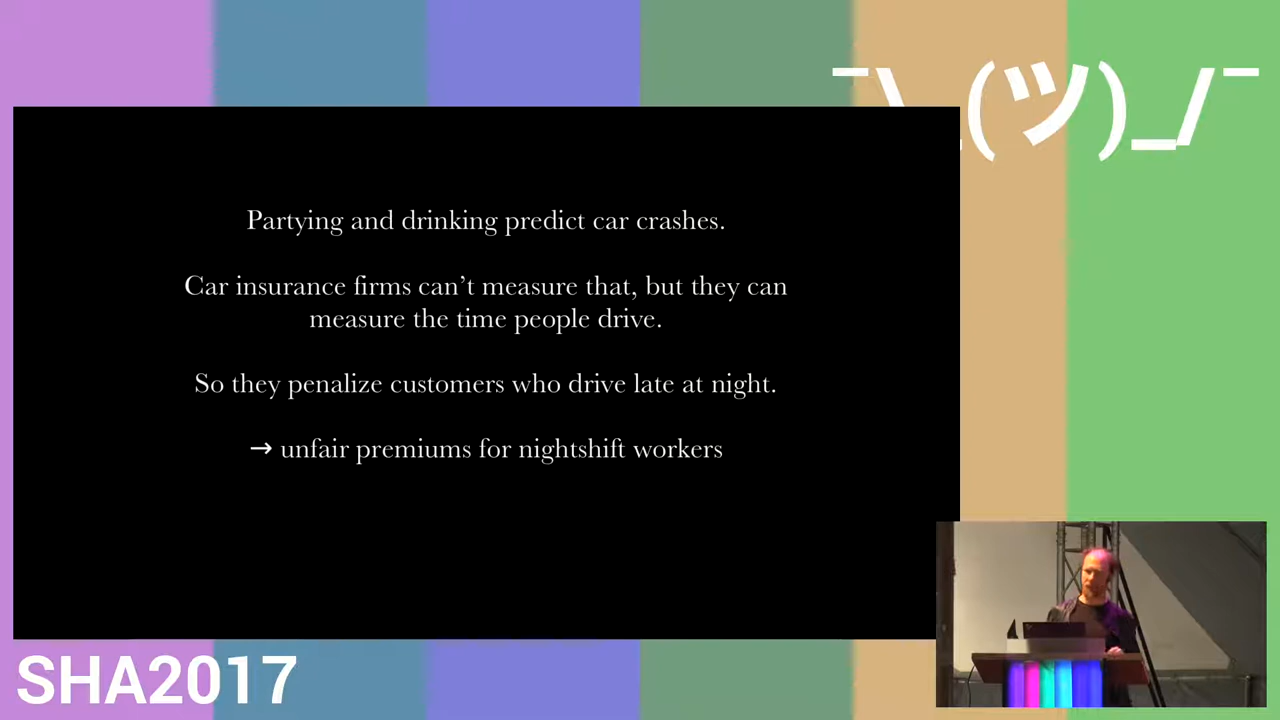 ¯\_(ツ)_/¯
Partying and drinking predict car crashes.
Car insurance firms can’t measure that, but they can
measure the time people drive.
So they penalize customers who drive late at night.
→ unfair premiums for nightshift workers
SHA2017